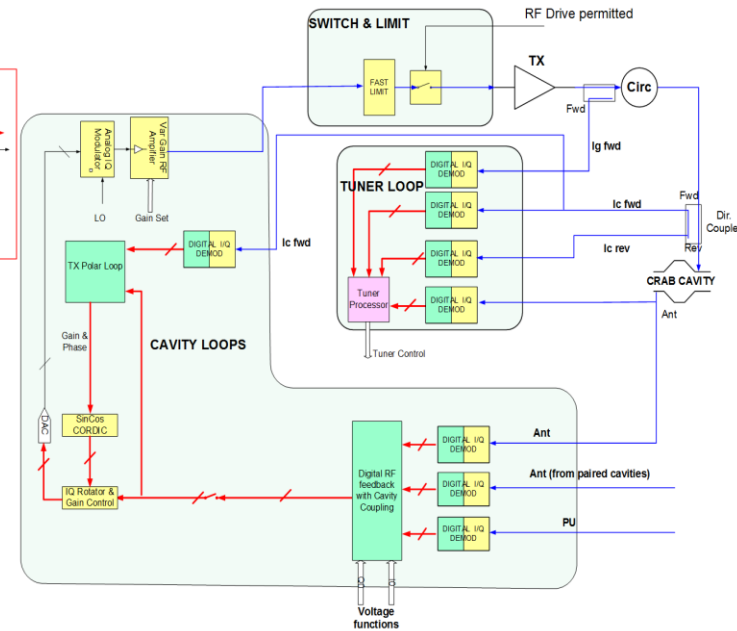 SWITCH & LIMIT
RF Drive permitted
FAST
LIMIT
TX
Fwd
Circ
Ig fwd
Analog IQ
Modulator
Var Gain RF
Ampifier
LO
Gain Set
TUNER LOOP
DIGITAL I/Q
DEMOD
DIGITAL I/Q
DEMOD
DIGITAL I/Q
DEMOD
DIGITAL I/Q
DEMOD
Tuner
Processor
Tuner Control
Ic fwd
Ic rev
Fwd
Rev
Dir.
Couple
CRAB CAVITY
Ant
TX Polar Loop
DIGITAL I/Q
DEMOD
Ic fwd
Gain &
Phase
CAVITY LOOPS
DAC
SinCos
CORDIC
IQ Rotator &
Gain Control
Digital RF
feedback
with Cavity
Coupling
DIGITAL I/Q
DEMOD
Ant
DIGITAL I/Q
DEMOD
Ant (from paired cavities)
DIGITAL I/Q
DEMOD
PU
Voltage
functions